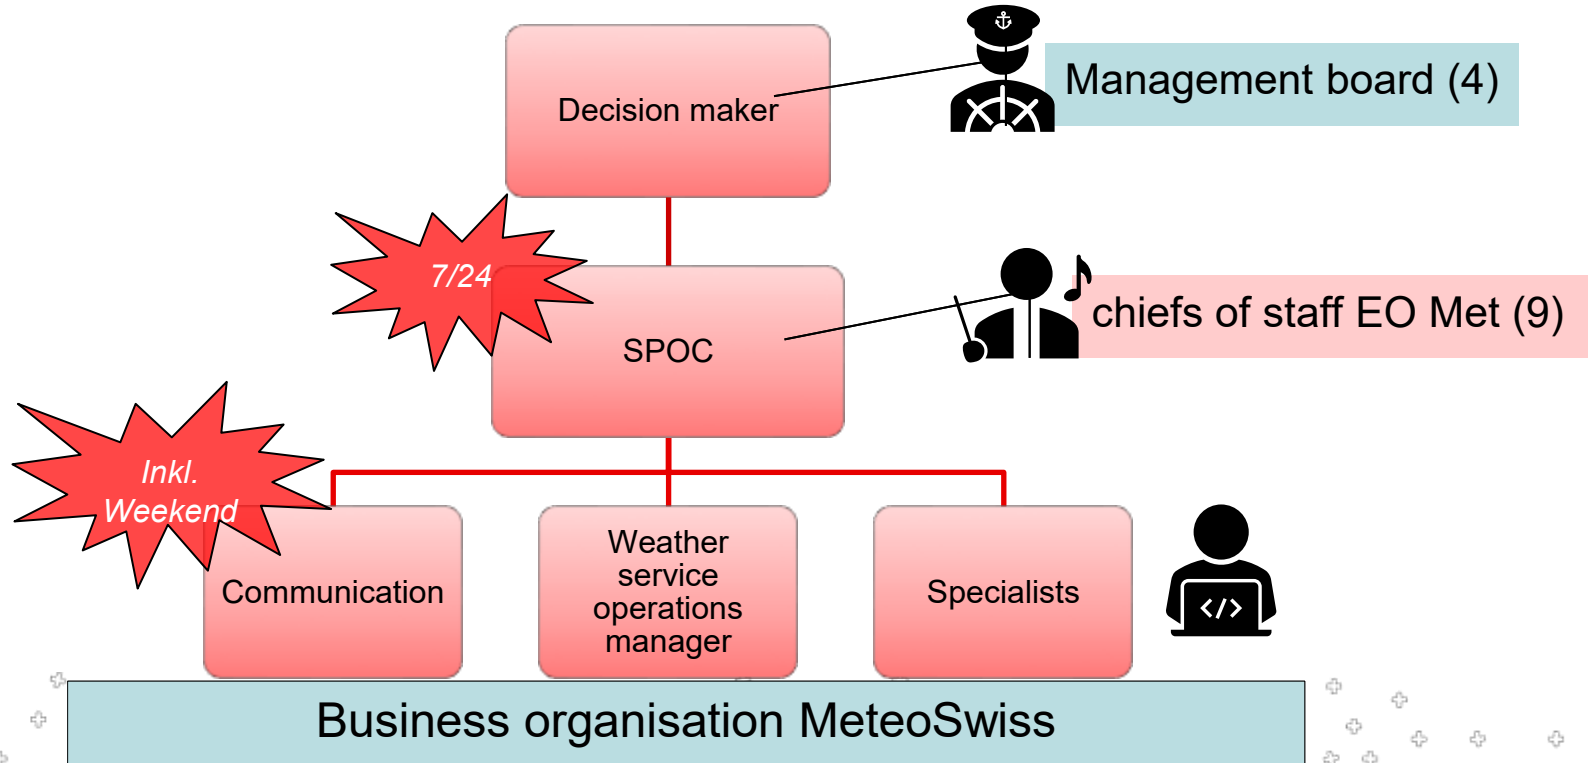 Decision maker
Management board (4)
7/24
SPOC
chiefs of staff EO Met (9)
Inkl.
Weekend
Communication
Weather
service
operations
manager
Specialists
</>
Business organisation MeteoSwiss